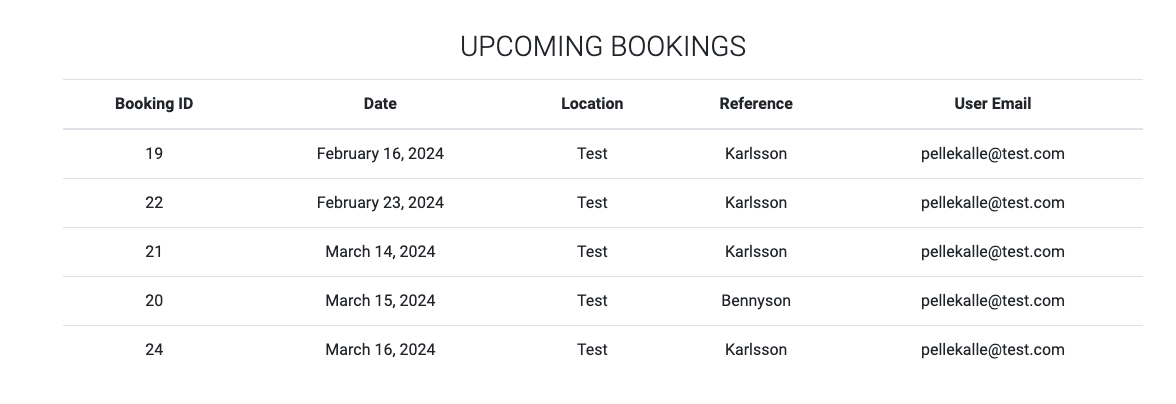 UPCOMING BOOKINGS
Booking ID Date Location Reference User Email
19 February 16, 2024 Test Karlsson pellekalle@test.com
22 February 23, 2024 Test Karlsson pellekalle@test.com
21 March 14, 2024 Test Karlsson pellekalle@test.com
20 March 15, 2024 Test Bennyson pellekalle@test.com
24 March 16, 2024 Test Karlsson pellekalle@test.com